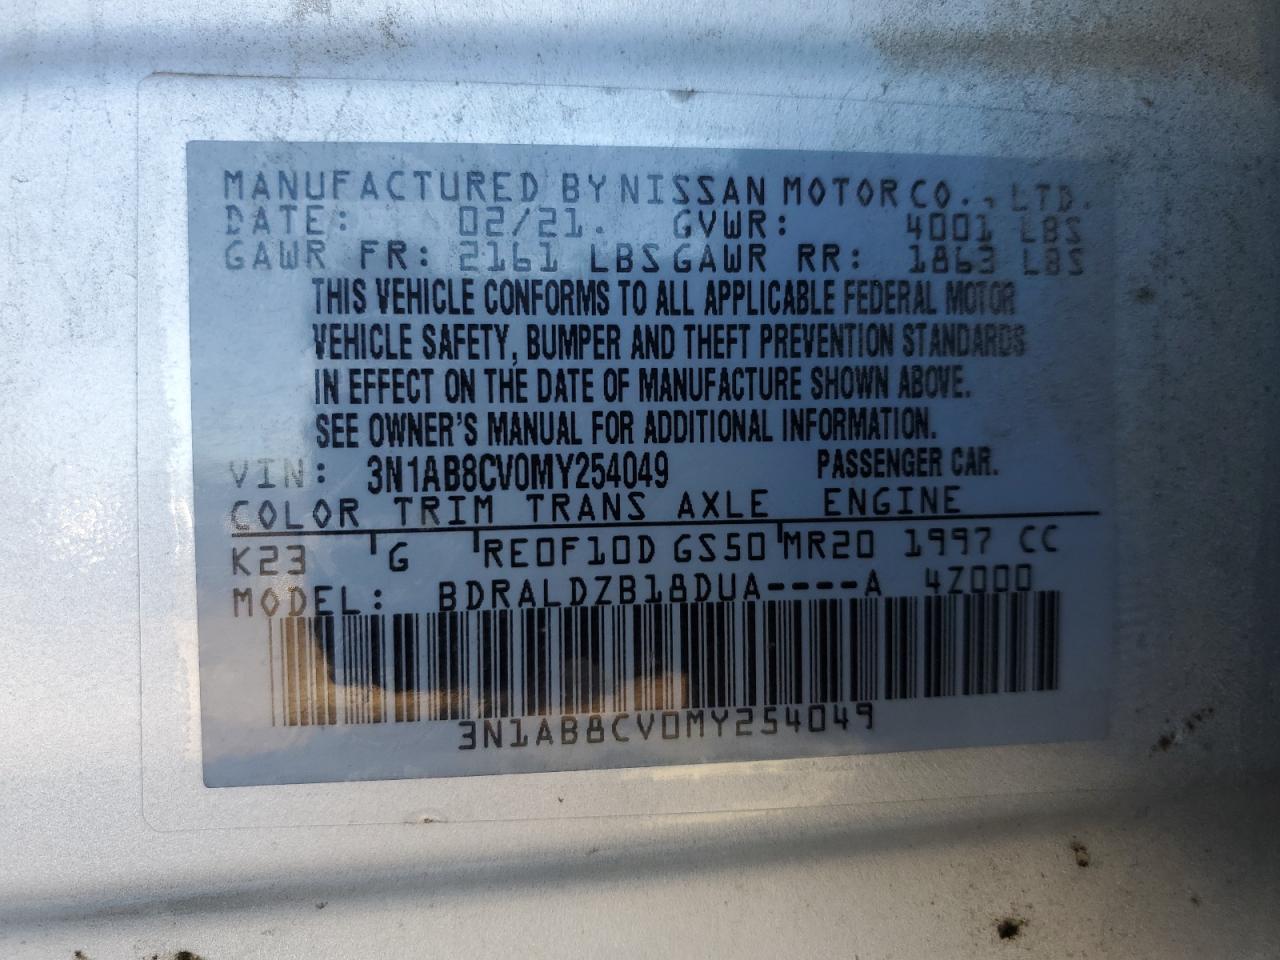 MANUFACTURED BY NISSAN MOTOR CO., LTD.
DATE: 02/21. GVWR: 4001 LBS
GAWR FR: 2161 LBS GAWR RR: 1863 LBS
THIS VEHICLE CONFORMS TO ALL APPLICABLE FEDERAL MOTOR
VEHICLE SAFETY, BUMPER AND THEFT PREVENTION STANDARDS
IN EFFECT ON THE DATE OF MANUFACTURE SHOWN ABOVE.
SEE OWNER'S MANUAL FOR ADDITIONAL INFORMATION.
VIN: 3N1AB8CV0MY254049 PASSENGER CAR.
COLOR TRIM TRANS AXLE ENGINE
K23 G RE0F10D GS50 MR20 1997 CC
MODEL: BDRALDZB18DUA----A 4Z000
3N1AB8CV0MY254049